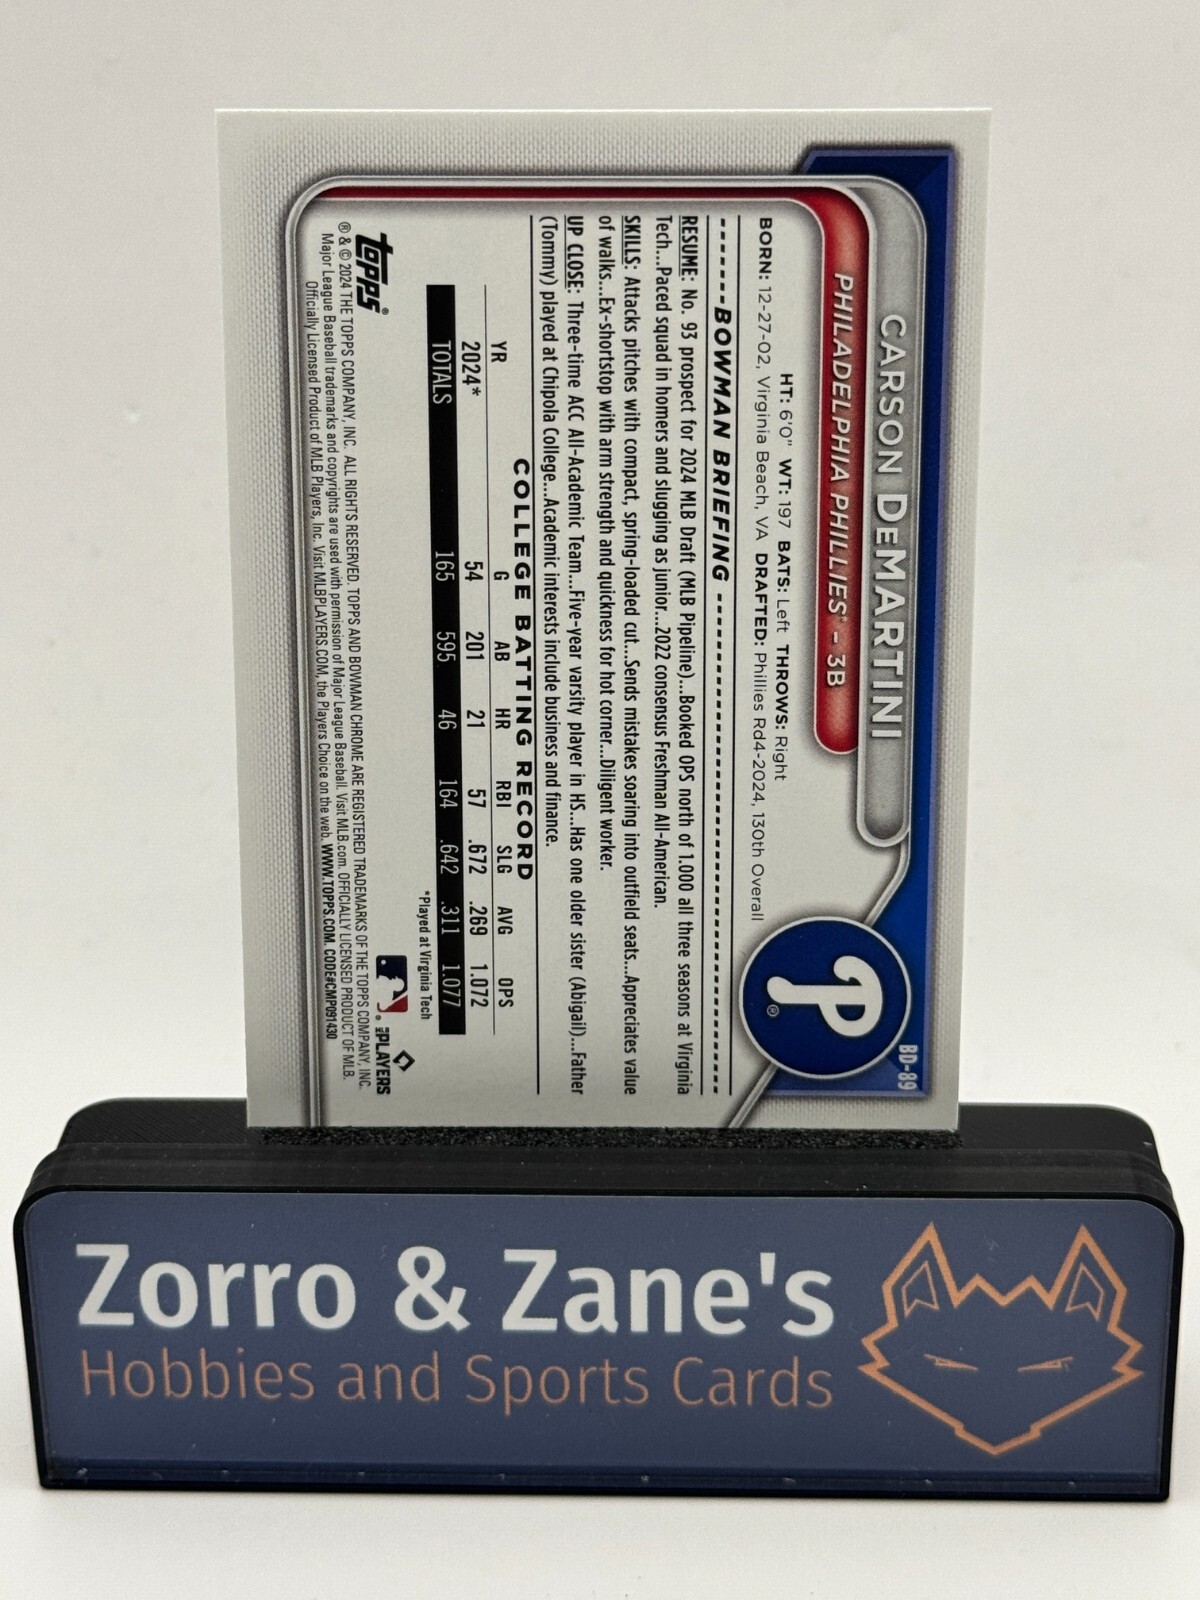 BD-89
CARSON DeMARTINI
PHILADELPHIA PHILLIES® – 3B
P®
HT: 6'0" WT: 197 BATS: Left THROWS: Right
BORN: 12-27-02, Virginia Beach, VA DRAFTED: Phillies Rd4-2024, 130th Overall
BOWMAN BRIEFING
RESUME: No. 93 prospect for 2024 MLB Draft (MLB Pipeline)...Booked OPS north of 1.000 all three seasons at Virginia
Tech...Paced squad in homers and slugging as junior...2022 consensus Freshman All-American.
SKILLS: Attacks pitches with compact, spring-loaded cut...Sends mistakes soaring into outfield seats...Appreciates value
of walks...Ex-shortstop with arm strength and quickness for hot corner...Diligent worker.
UP CLOSE: Three-time ACC All-Academic Team...Five-year varsity player in HS...Has one older sister (Abigail)...Father
(Tommy) played at Chipola College...Academic interests include business and finance.
COLLEGE BATTING RECORD
YR G AB HR RBI SLG AVG OPS
2024* 54 201 21 57 .672 .269 1.072
TOTALS 165 595 46 164 .642 .311 1.077
*Played at Virginia Tech
topps®
MLB PLAYERS
® & © 2024 THE TOPPS COMPANY, INC. ALL RIGHTS RESERVED. TOPPS AND BOWMAN CHROME ARE REGISTERED TRADEMARKS OF THE TOPPS COMPANY, INC.
Major League Baseball trademarks and copyrights are used with permission of Major League Baseball. Visit MLB.com. OFFICIALLY LICENSED PRODUCT OF MLB.
Officially Licensed Product of MLB Players, Inc. Visit MLBPLAYERS.COM, the Players Choice on the web. WWW.TOPPS.COM. CODE#CMP091430
Zorro & Zane's
Hobbies and Sports Cards